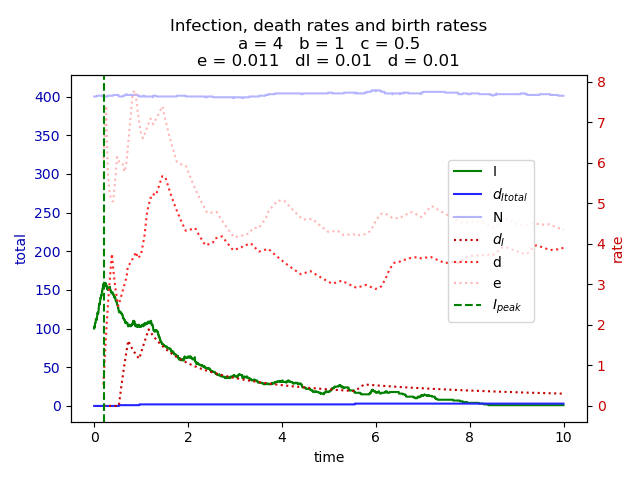 Infection, death rates and birth ratess
a = 4 b = 1 c = 0.5
e = 0.011 dI = 0.01 d = 0.01
400
350
300
250
200
150
100
50
0
total
8
7
6
5
4
3
2
1
0
rate
I
d_Itotal
N
d_I
d
e
I_peak
0 2 4 6 8 10
time